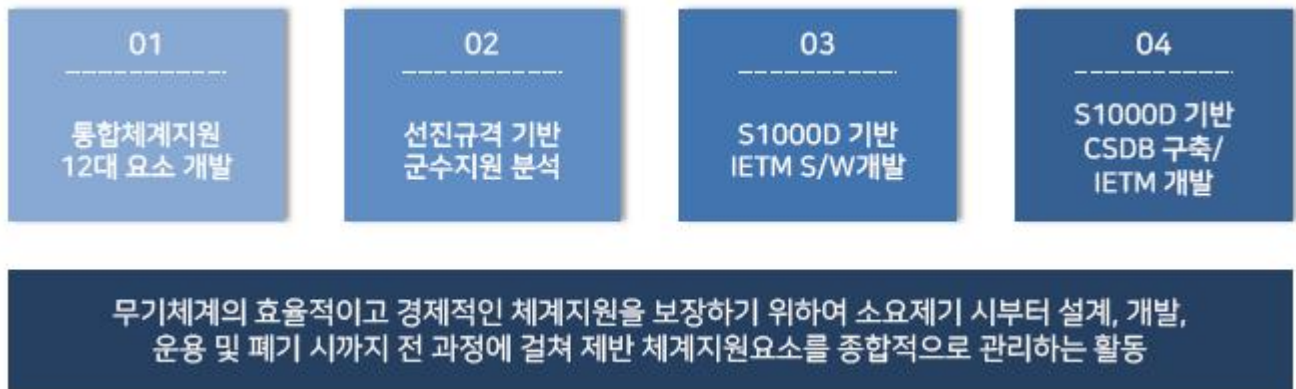 01
통합체계지원
12대 요소 개발
02
선진규격 기반
군수지원 분석
03
S1000D 기반
IETM S/W개발
04
S1000D 기반
CSDB 구축/
IETM 개발
무기체계의 효율적이고 경제적인 체계지원을 보장하기 위하여 소요제기 시부터 설계, 개발,
운용 및 폐기 시까지 전 과정에 걸쳐 제반 체계지원요소를 종합적으로 관리하는 활동